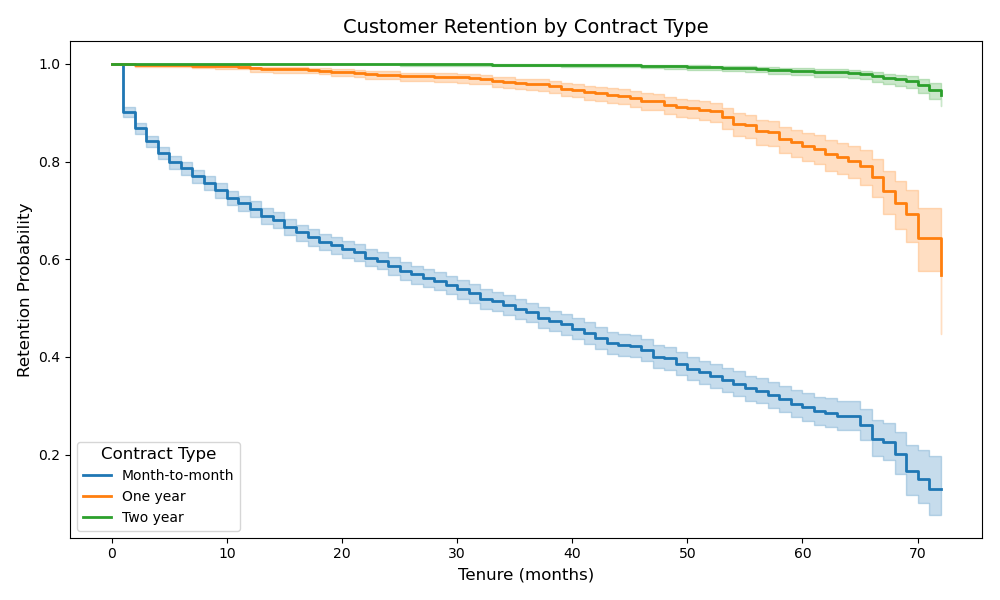 Customer Retention by Contract Type
Retention Probability
1.0
0.8
0.6
0.4
0.2
Contract Type
Month-to-month
One year
Two year
0 10 20 30 40 50 60 70
Tenure (months)